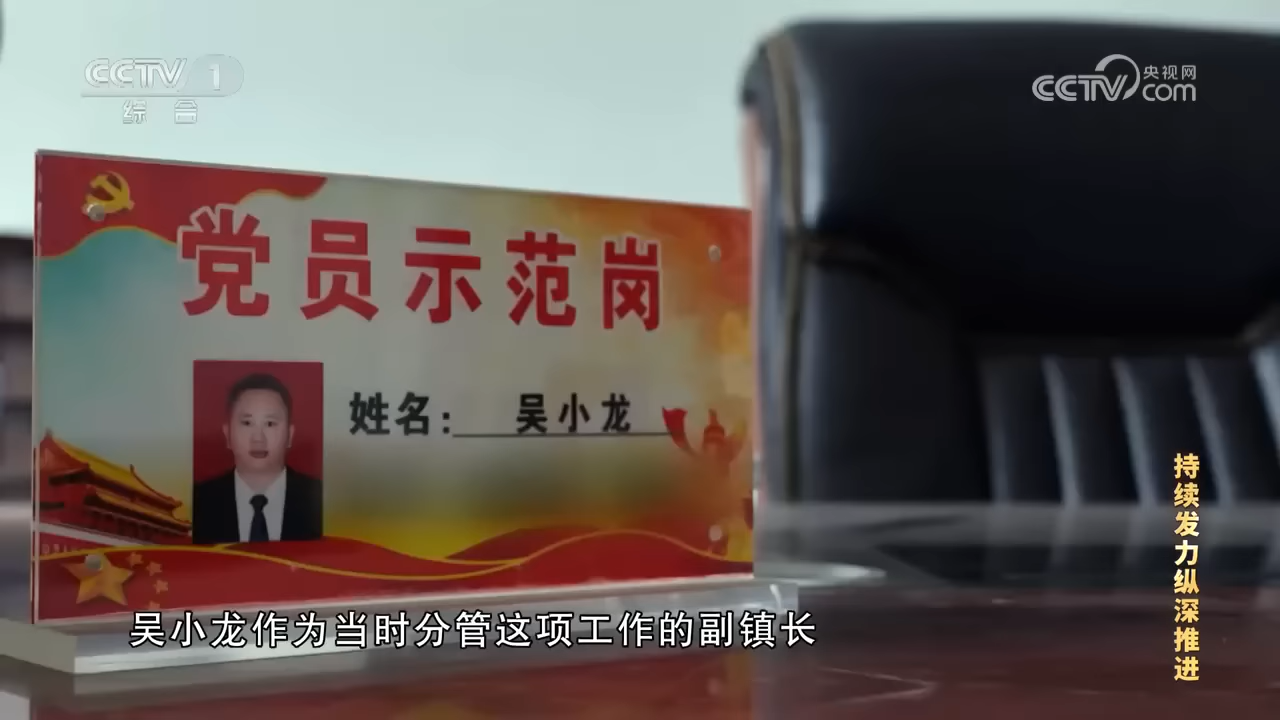 CCTV 1
综合
CCTV 央视网
com
党员示范岗
姓名： 吴小龙
持续发力纵深推进
吴小龙作为当时分管这项工作的副镇长